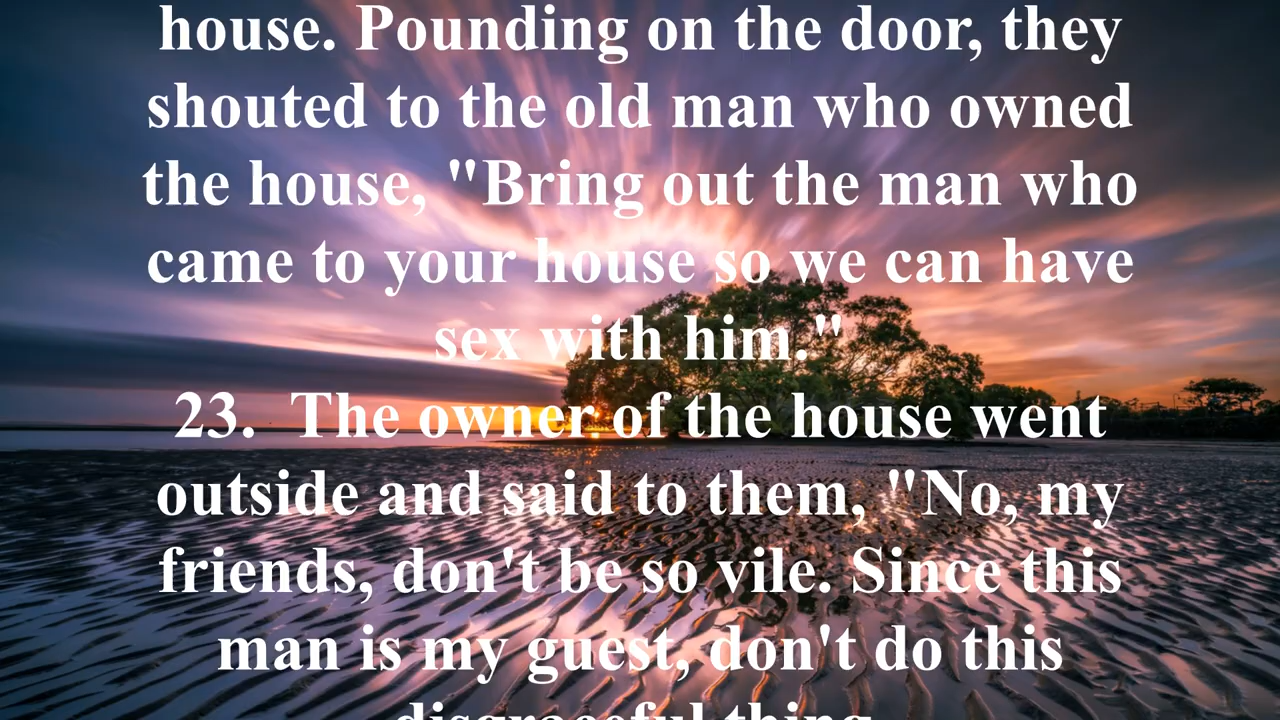 house. Pounding on the door, they
shouted to the old man who owned
the house, "Bring out the man who
came to your house so we can have
sex with him."
23.  The owner of the house went
outside and said to them, "No, my
friends, don't be so vile. Since this
man is my guest, don't do this
disgraceful thing.